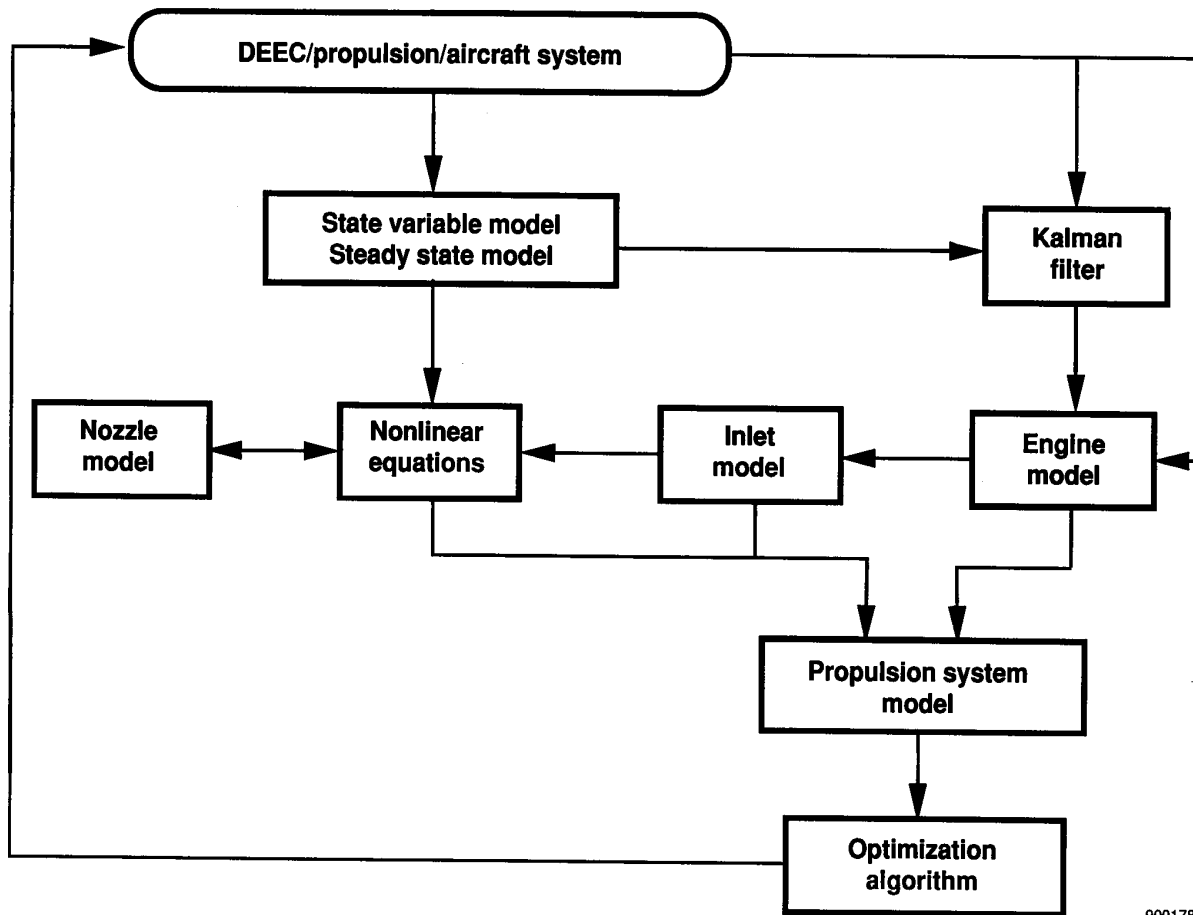 DEEC/propulsion/aircraft system
State variable model
Steady state model
Kalman
filter
Nozzle
model
Nonlinear
equations
Inlet
model
Engine
model
Propulsion system
model
Optimization
algorithm